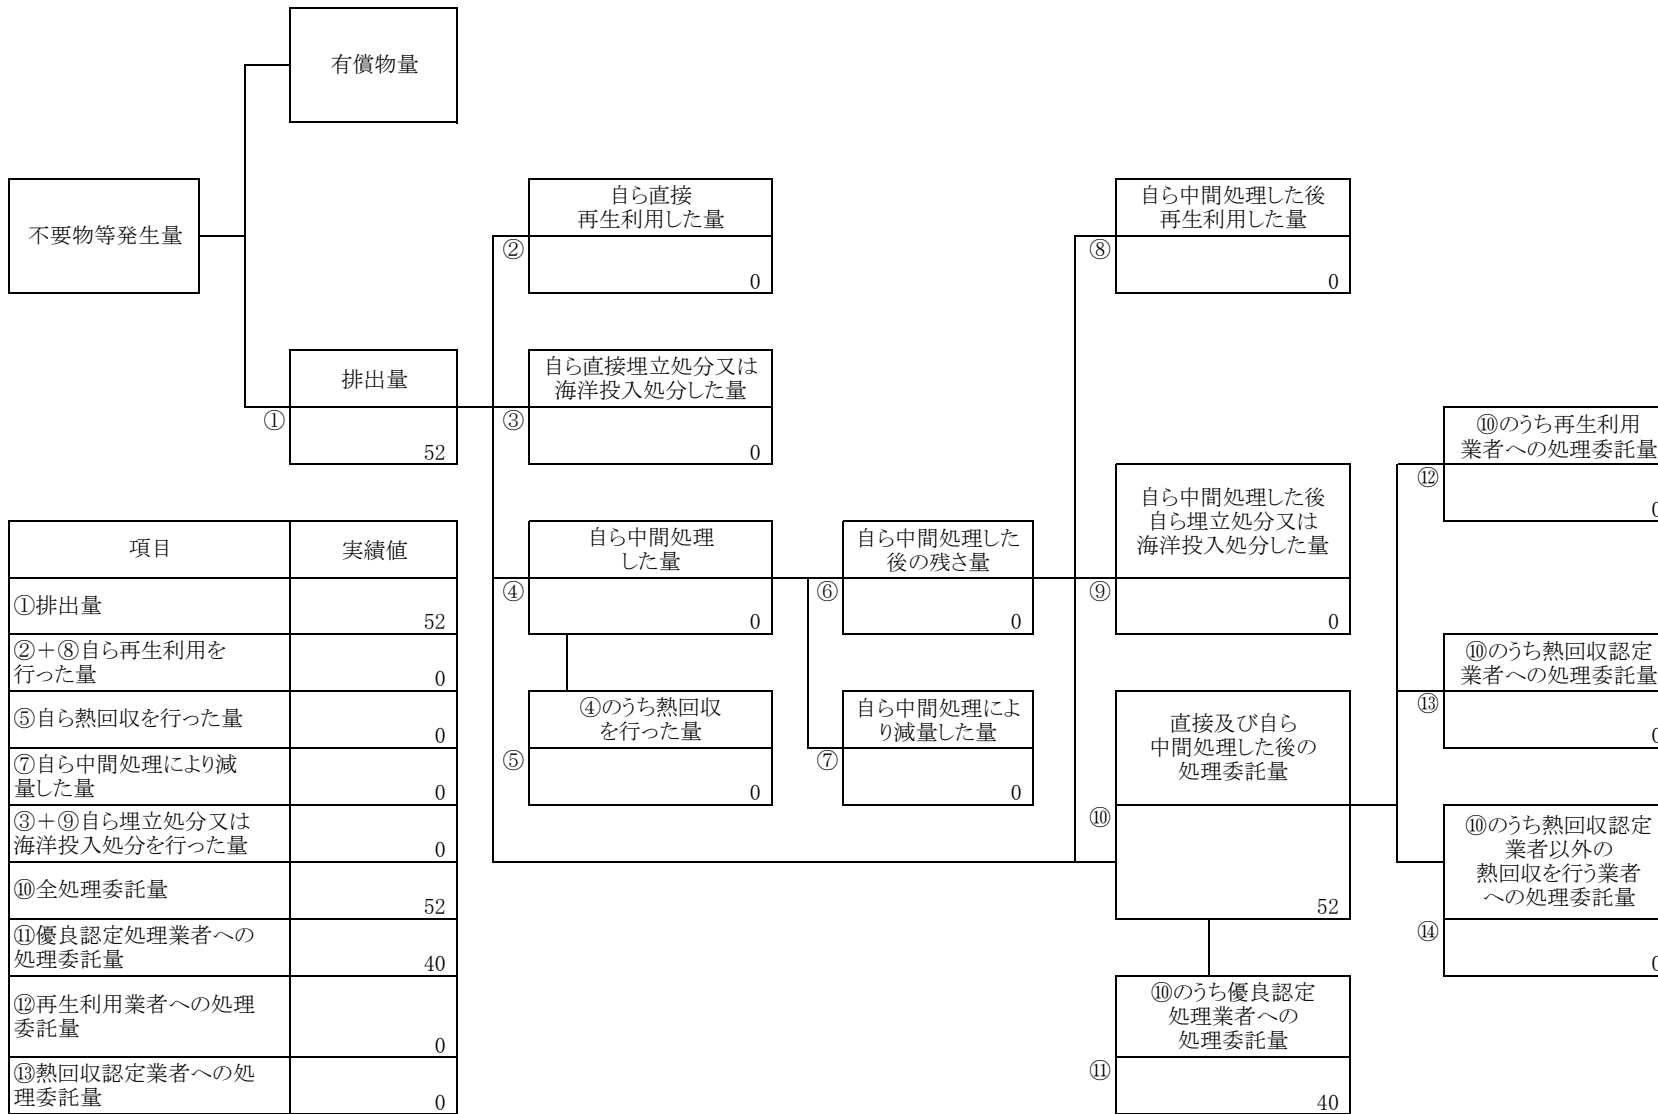 有償物量
不要物等発生量
自ら直接
再生利用した量
②
0
自ら中間処理した後
再生利用した量
⑧
0
排出量
①
52
自ら直接埋立処分又は
海洋投入処分した量
③
0
⑩のうち再生利用
業者への処理委託量
⑫
0
自ら中間処理した後
自ら埋立処分又は
海洋投入処分した量
⑨
0
自ら中間処理
した量
④
0
自ら中間処理した
後の残さ量
⑥
0
④のうち熱回収
を行った量
⑤
0
自ら中間処理によ
り減量した量
⑦
0
直接及び自ら
中間処理した後の
処理委託量
⑩
52
⑩のうち熱回収認定
業者への処理委託量
⑬
0
⑩のうち熱回収認定
業者以外の
熱回収を行う業者
への処理委託量
⑭
0
⑩のうち優良認定
処理業者への
処理委託量
⑪
40
項目 実績値
①排出量
52
②+⑧自ら再生利用を
行った量
0
⑤自ら熱回収を行った量
0
⑦自ら中間処理により減
量した量
0
③+⑨自ら埋立処分又は
海洋投入処分を行った量
0
⑩全処理委託量
52
⑪優良認定処理業者への
処理委託量
40
⑫再生利用業者への処理
委託量
0
⑬熱回収認定業者への処
理委託量
0